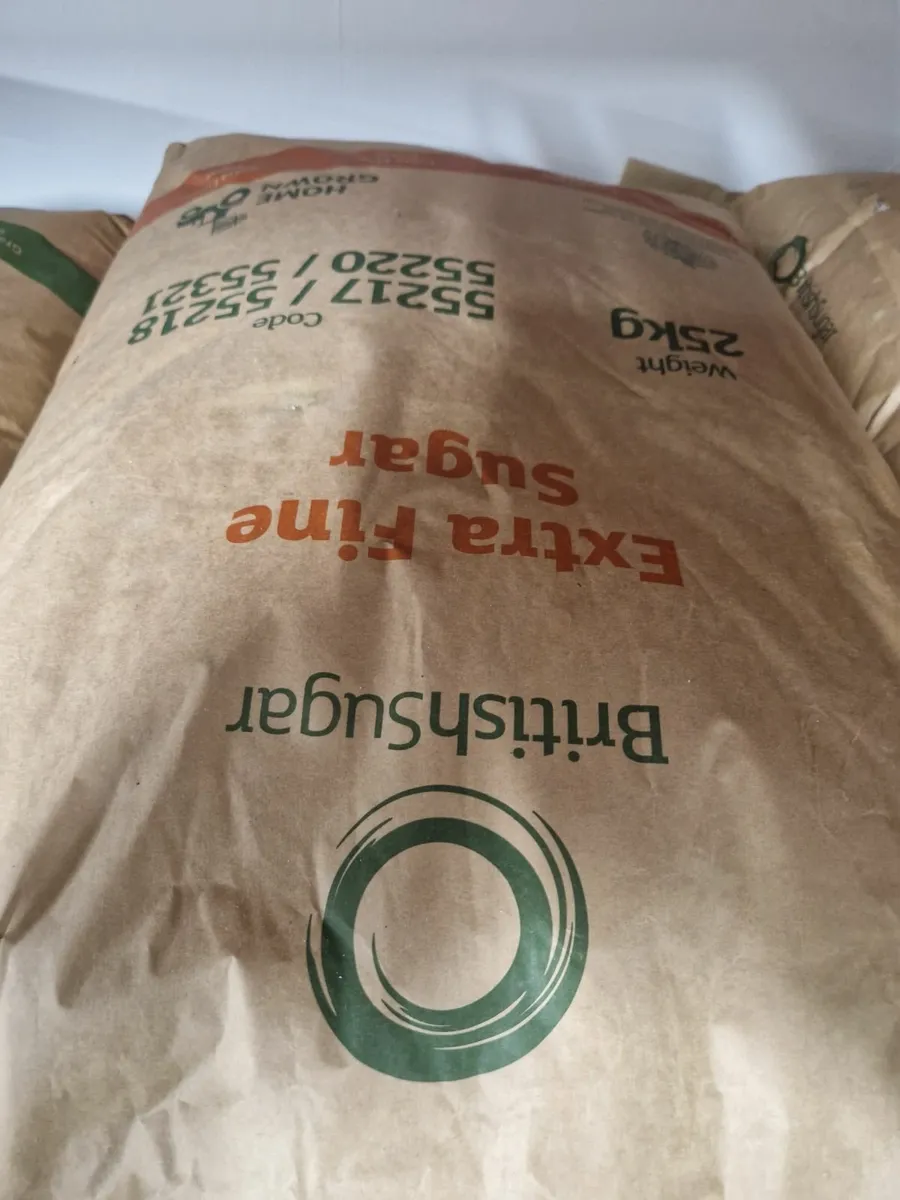 BritishSugar
Extra Fine
Sugar
Weight
25kg
Code
55217 / 55218
55220 / 55321
HOME
GROWN